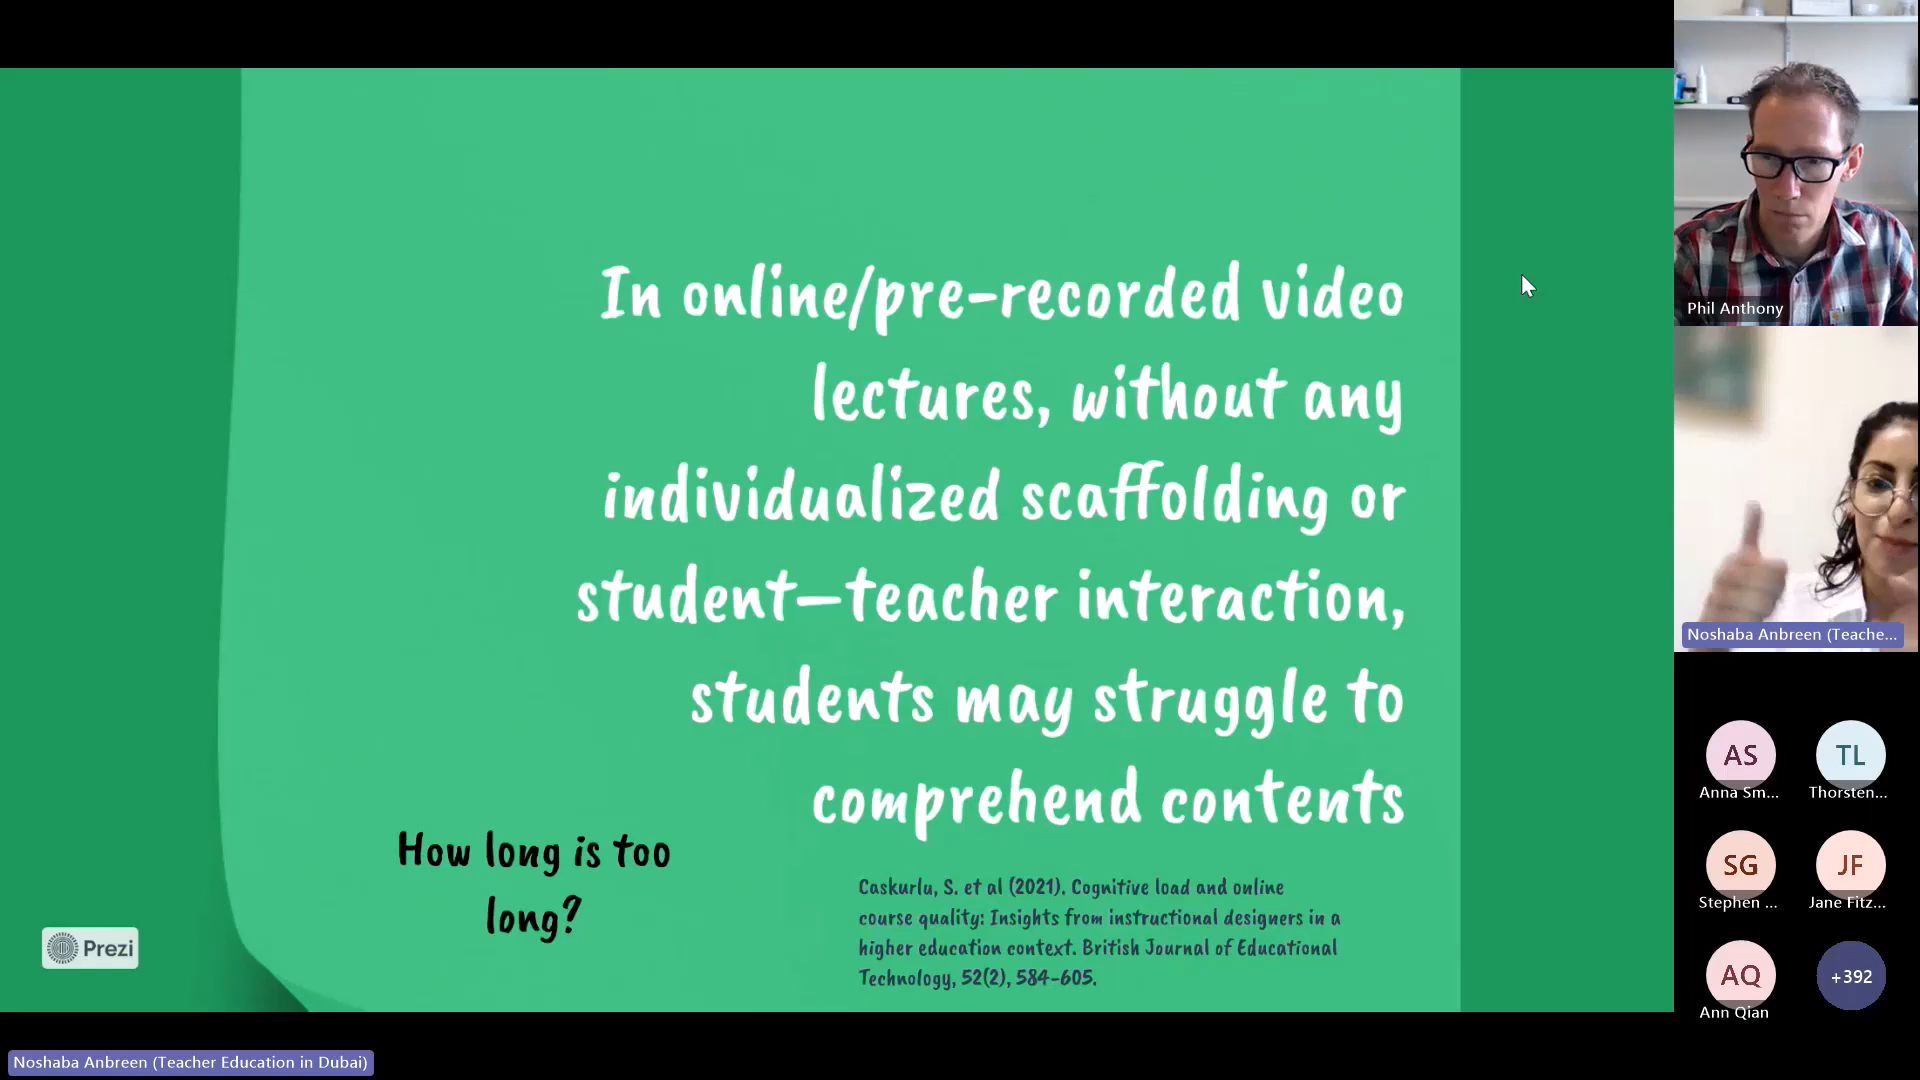 In online/pre-recorded video
lectures, without any
individualized scaffolding or
student—teacher interaction,
students may struggle to
comprehend contents
How long is too
long?
Caskurlu, S. et al (2021). Cognitive load and online
course quality: Insights from instructional designers in a
higher education context. British Journal of Educational
Technology, 52(2), 584-605.
Prezi
Noshaba Anbreen (Teacher Education in Dubai)
Phil Anthony
Noshaba Anbreen (Teache...
AS
Anna Sm...
TL
Thorsten...
SG
Stephen ...
JF
Jane Fitz...
AQ
Ann Qian
+392